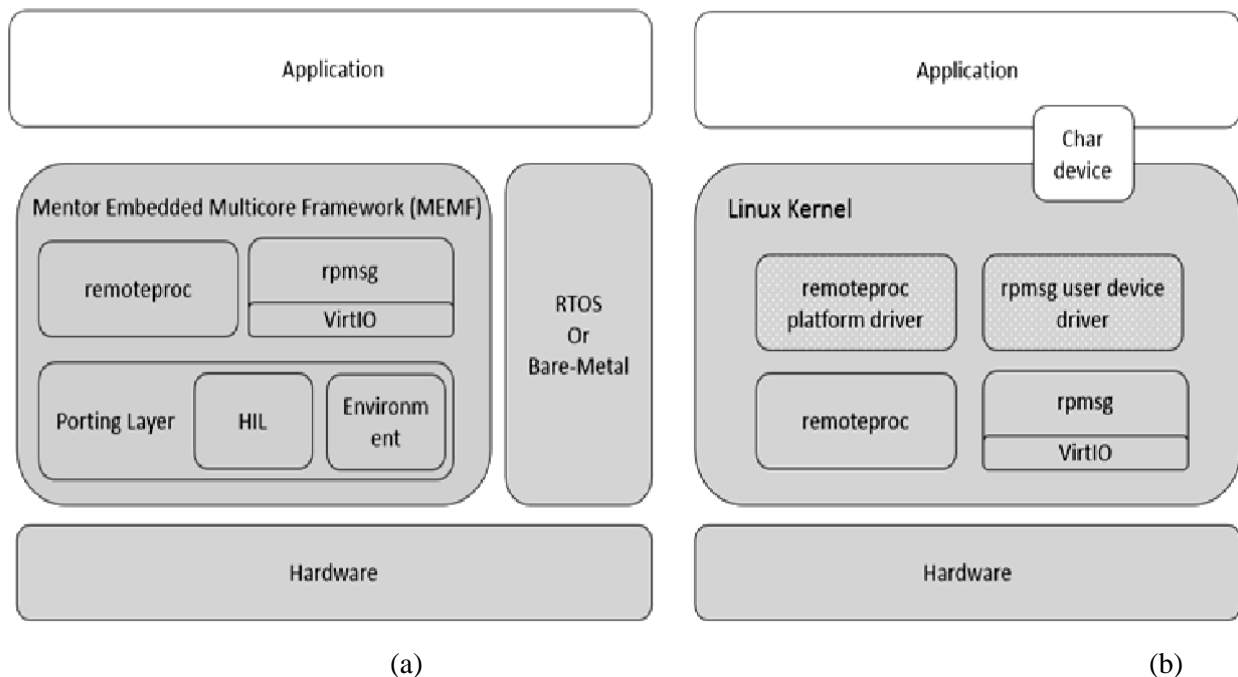 Application
Mentor Embedded Multicore Framework (MEMF)
remoteproc
rpmsg
VirtIO
Porting Layer
HIL
Environm
ent
RTOS
Or
Bare-Metal
Hardware
(a)
Application
Char
device
Linux Kernel
remoteproc
platform driver
rpmsg user device
driver
remoteproc
rpmsg
VirtIO
Hardware
(b)